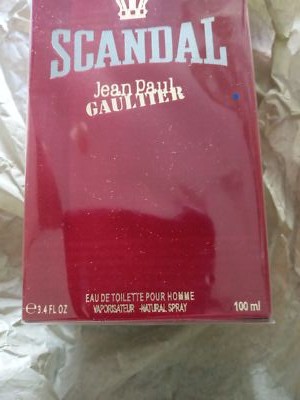 SCANDAL
Jean Paul
GAULTIER
EAU DE TOILETTE POUR HOMME
℮3.4 FL OZ VAPORISATEUR -NATURAL SPRAY 100 ml